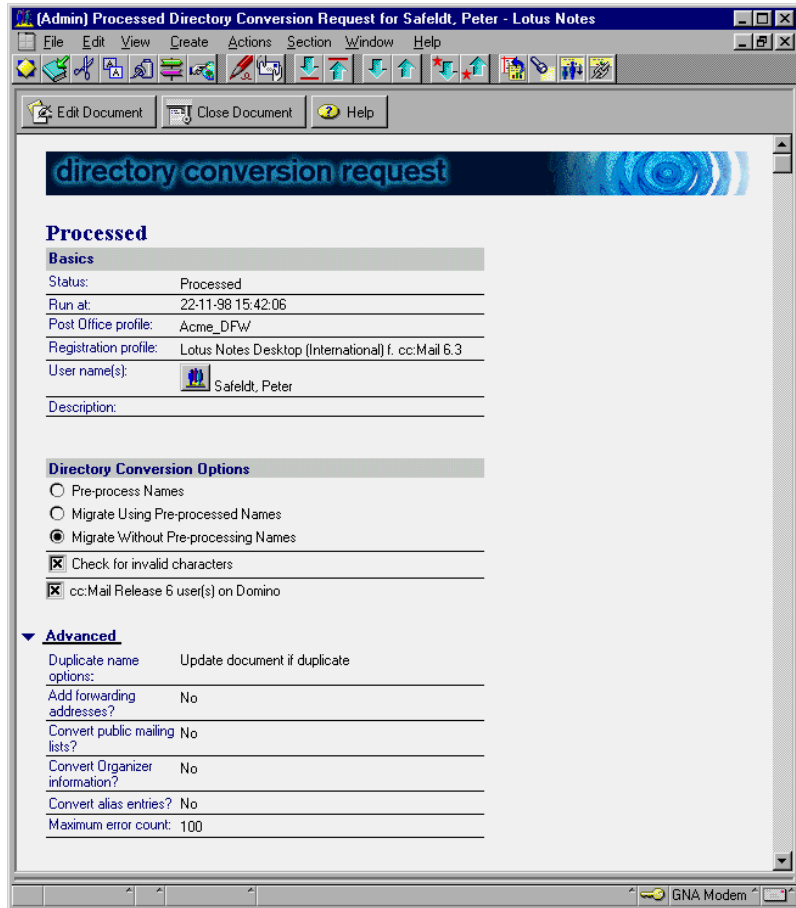 (Admin) Processed Directory Conversion Request for Safeldt, Peter - Lotus Notes
File Edit View Create Actions Section Window Help
Edit Document Close Document Help
directory conversion request
Processed
Basics
Status: Processed
Run at: 22-11-98 15:42:06
Post Office profile: Acme_DFW
Registration profile: Lotus Notes Desktop (International) f. cc:Mail 6.3
User name(s): Safeldt, Peter
Description:
Directory Conversion Options
Pre-process Names
Migrate Using Pre-processed Names
Migrate Without Pre-processing Names
Check for invalid characters
cc:Mail Release 6 user(s) on Domino
Advanced
Duplicate name Update document if duplicate
options:
Add forwarding No
addresses?
Convert public mailing No
lists?
Convert Organizer No
information?
Convert alias entries? No
Maximum error count: 100
GNA Modem